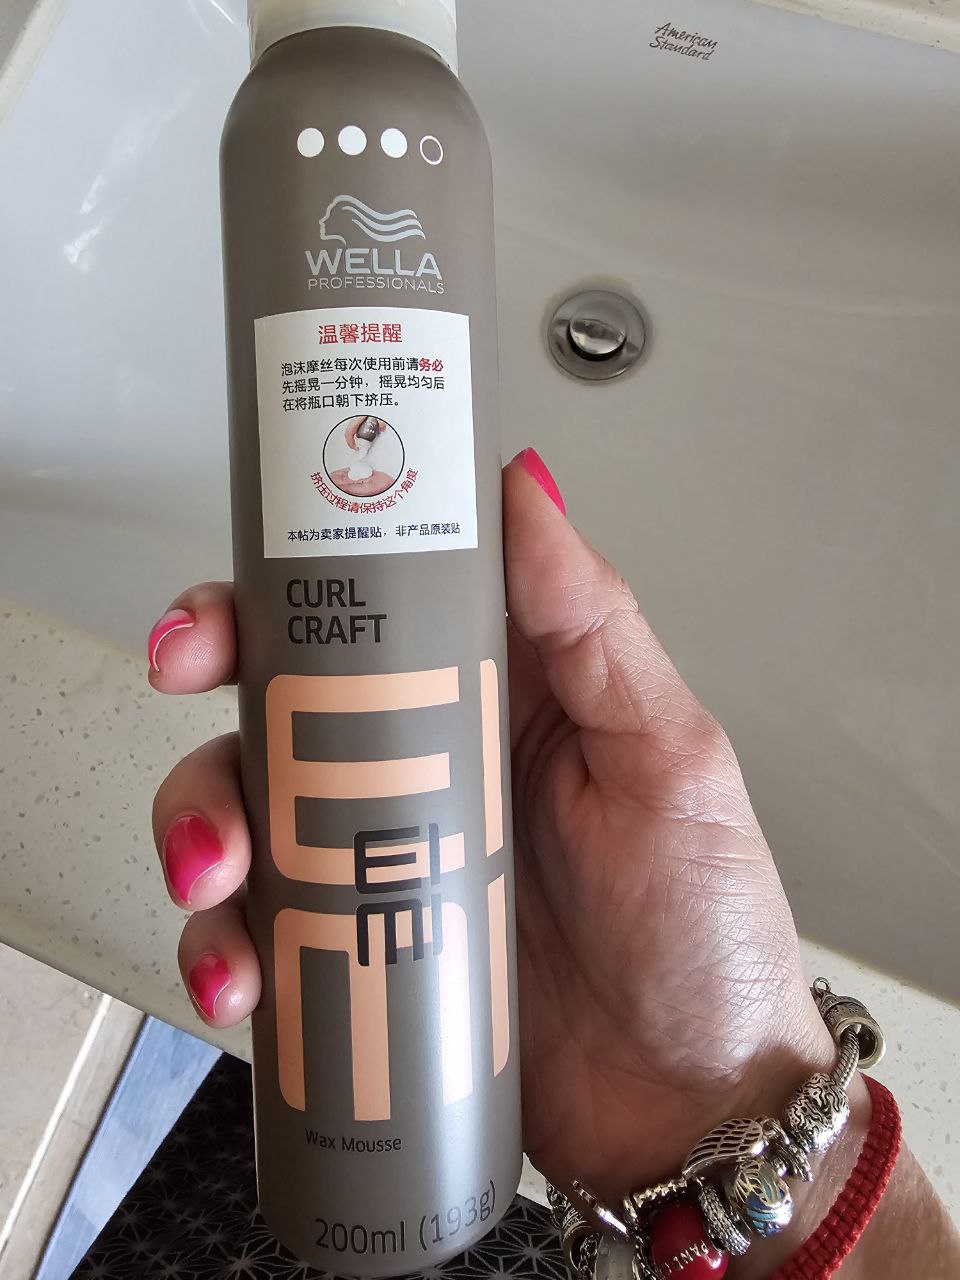 American
Standard
WELLA
PROFESSIONALS
温馨提醒
泡沫摩丝每次使用前请务必
先摇晃一分钟，摇晃均匀后
在将瓶口朝下挤压。
挤压过程请保持这个角度
本帖为卖家提醒贴，非产品原装贴
CURL
CRAFT
Wax Mousse
200ml (193g)